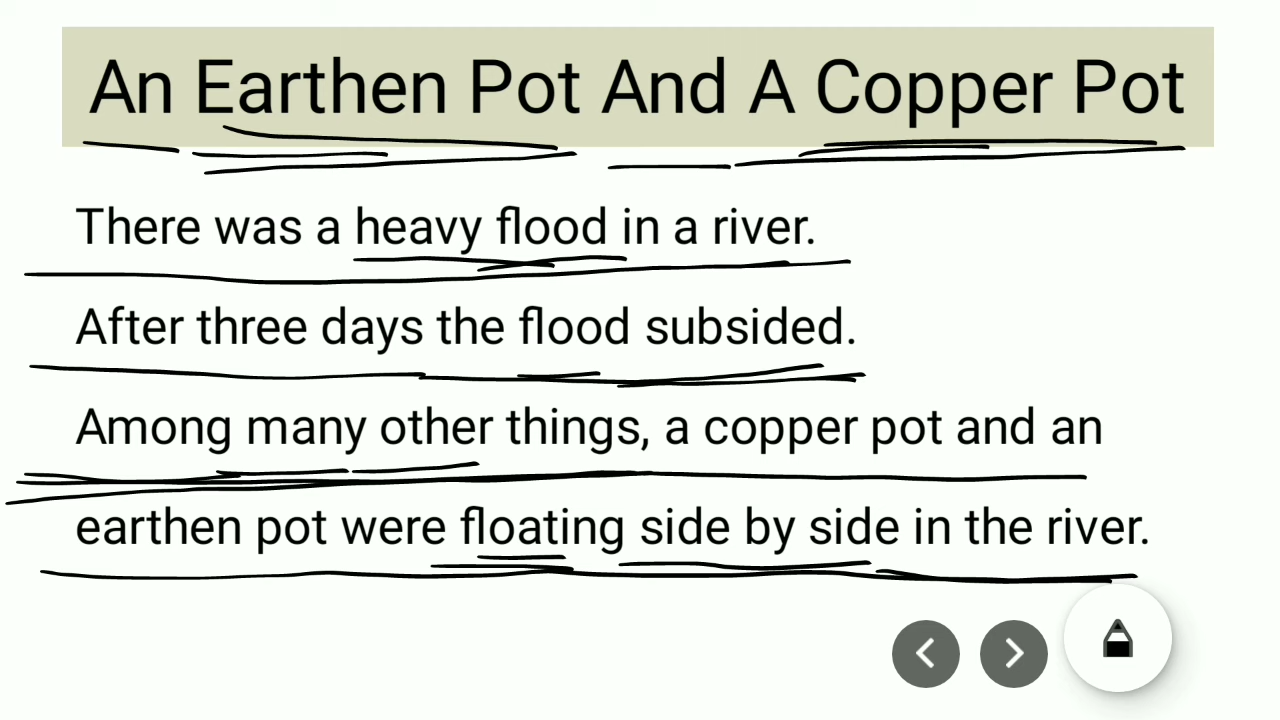 An Earthen Pot And A Copper Pot
There was a heavy flood in a river.
After three days the flood subsided.
Among many other things, a copper pot and an
earthen pot were floating side by side in the river.